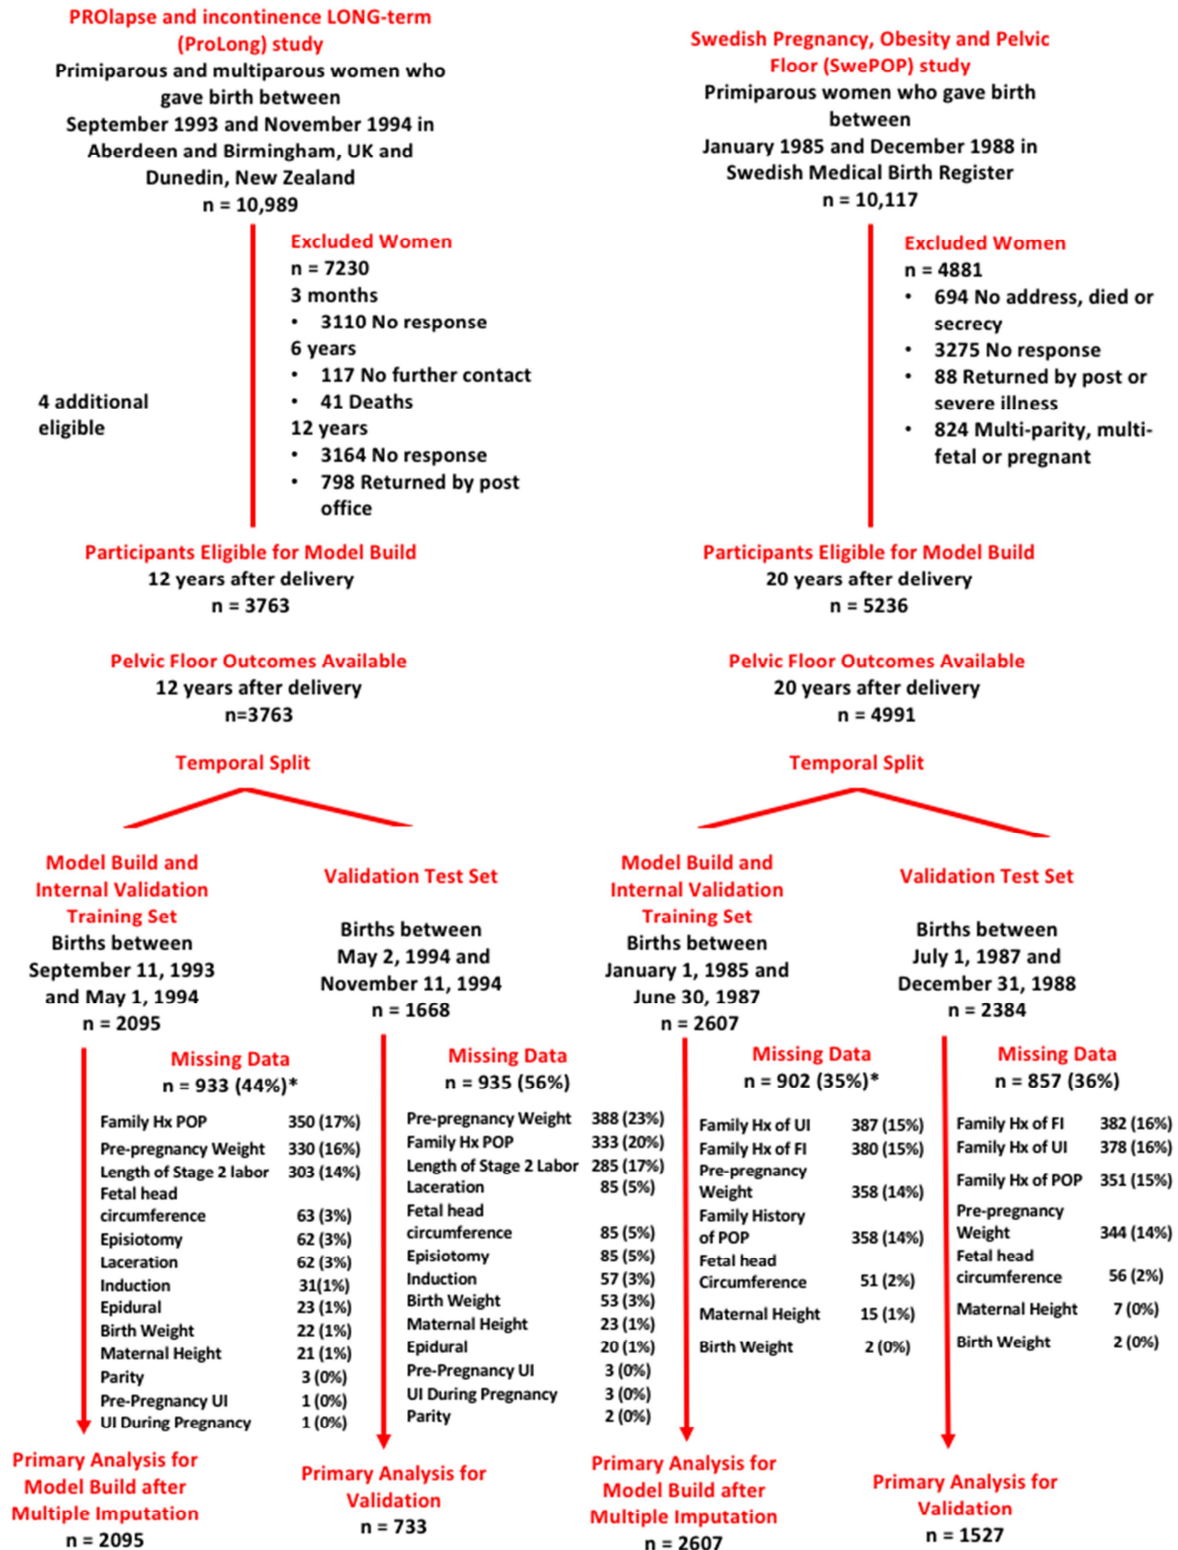 PROlapse and incontinence LONG-term
(ProLong) study
Primiparous and multiparous women who
gave birth between
September 1993 and November 1994 in
Aberdeen and Birmingham, UK and
Dunedin, New Zealand
n = 10,989
Excluded Women
n = 7230
3 months
• 3110 No response
6 years
• 117 No further contact
• 41 Deaths
12 years
• 3164 No response
• 798 Returned by post
office
4 additional
eligible
Participants Eligible for Model Build
12 years after delivery
n = 3763
Pelvic Floor Outcomes Available
12 years after delivery
n=3763
Temporal Split
Model Build and
Internal Validation
Training Set
Births between
September 11, 1993
and May 1, 1994
n = 2095
Missing Data
n = 933 (44%)*
Family Hx POP 350 (17%)
Pre-pregnancy Weight 330 (16%)
Length of Stage 2 labor 303 (14%)
Fetal head
circumference 63 (3%)
Episiotomy 62 (3%)
Laceration 62 (3%)
Induction 31(1%)
Epidural 23 (1%)
Birth Weight 22 (1%)
Maternal Height 21 (1%)
Parity 3 (0%)
Pre-Pregnancy UI 1 (0%)
UI During Pregnancy 1 (0%)
Primary Analysis for
Model Build after
Multiple Imputation
n = 2095
Validation Test Set
Births between
May 2, 1994 and
November 11, 1994
n = 1668
Missing Data
n = 935 (56%)
Pre-pregnancy Weight 388 (23%)
Family Hx POP 333 (20%)
Length of Stage 2 Labor 285 (17%)
Laceration 85 (5%)
Fetal head
circumference 85 (5%)
Episiotomy 85 (5%)
Induction 57 (3%)
Birth Weight 53 (3%)
Maternal Height 23 (1%)
Epidural 20 (1%)
Pre-Pregnancy UI 3 (0%)
UI During Pregnancy 3 (0%)
Parity 2 (0%)
Primary Analysis for
Validation
n = 733
Swedish Pregnancy, Obesity and Pelvic
Floor (SwePOP) study
Primiparous women who gave birth
between
January 1985 and December 1988 in
Swedish Medical Birth Register
n = 10,117
Excluded Women
n = 4881
• 694 No address, died or
secrecy
• 3275 No response
• 88 Returned by post or
severe illness
• 824 Multi-parity, multi-
fetal or pregnant
Participants Eligible for Model Build
20 years after delivery
n = 5236
Pelvic Floor Outcomes Available
20 years after delivery
n = 4991
Temporal Split
Model Build and
Internal Validation
Training Set
Births between
January 1, 1985 and
June 30, 1987
n = 2607
Missing Data
n = 902 (35%)*
Family Hx of UI 387 (15%)
Family Hx of FI 380 (15%)
Pre-pregnancy
Weight 358 (14%)
Family History
of POP 358 (14%)
Fetal head
Circumference 51 (2%)
Maternal Height 15 (1%)
Birth Weight 2 (0%)
Primary Analysis for
Model Build after
Multiple Imputation
n = 2607
Validation Test Set
Births between
July 1, 1987 and
December 31, 1988
n = 2384
Missing Data
n = 857 (36%)
Family Hx of FI 382 (16%)
Family Hx of UI 378 (16%)
Family Hx of POP 351 (15%)
Pre-pregnancy
Weight 344 (14%)
Fetal head
circumference 56 (2%)
Maternal Height 7 (0%)
Birth Weight 2 (0%)
Primary Analysis for
Validation
n = 1527